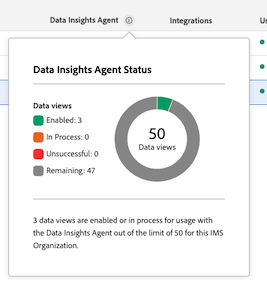 Data Insights Agent
Integrations
Us
Data Insights Agent Status
Data views
Enabled: 3
In Process: 0
Unsuccessful: 0
Remaining: 47
50
Data views
3 data views are enabled or in process for usage with
the Data Insights Agent out of the limit of 50 for this IMS
Organization.